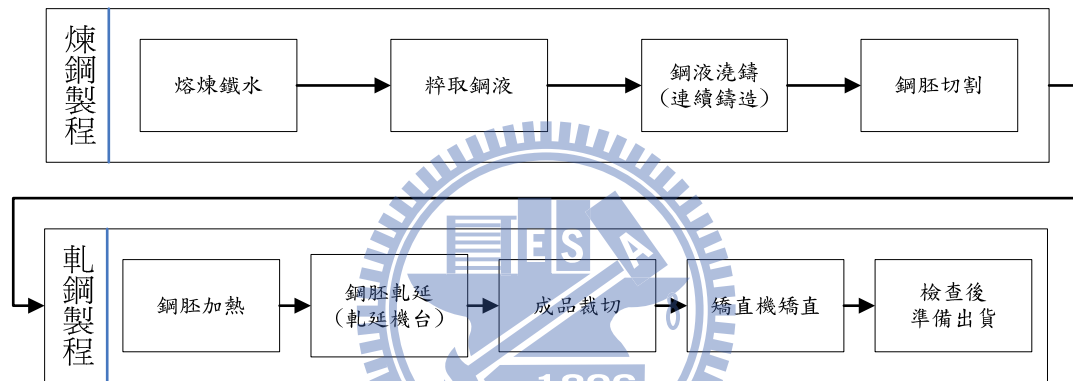 煉鋼製程
熔煉鐵水
粹取鋼液
鋼液澆鑄
(連續鑄造)
鋼胚切割
軋鋼製程
鋼胚加熱
鋼胚軋延
(軋延機台)
成品裁切
矯直機矯直
檢查後
準備出貨
ESA
1896